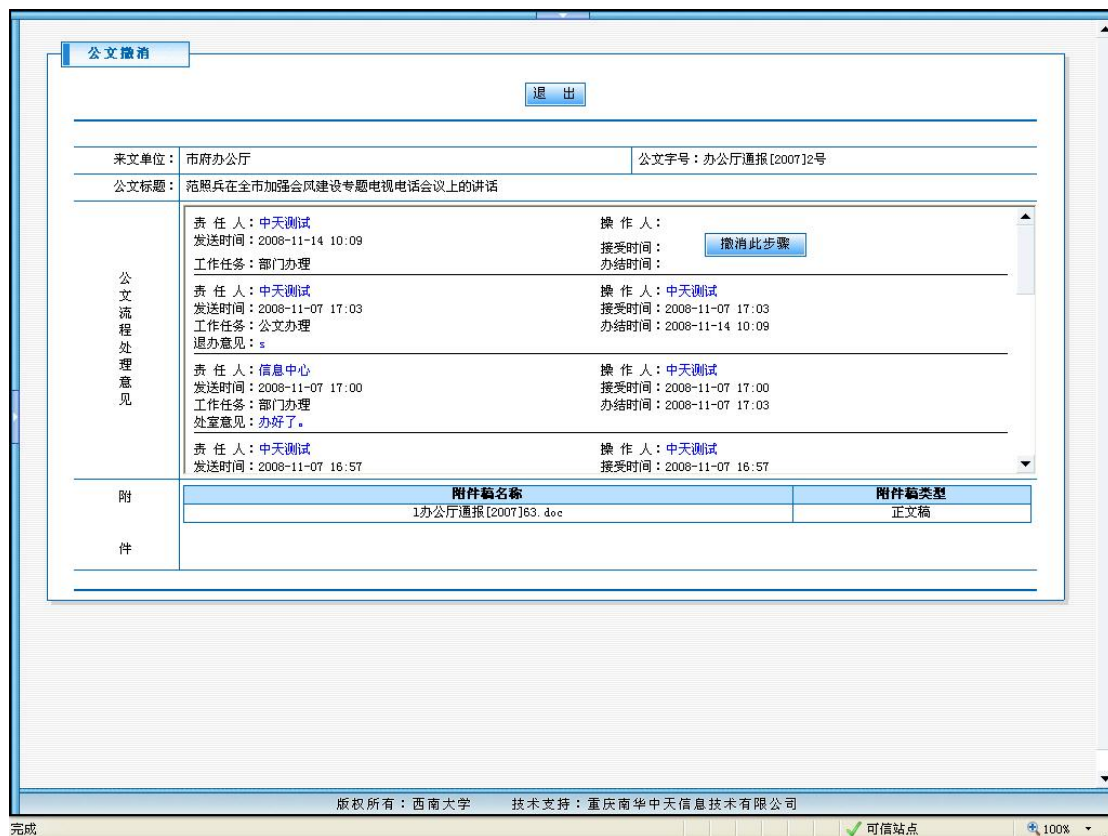 公文撤消
退 出
来文单位： 市府办公厅 公文字号：办公厅通报[2007]2号
公文标题： 范照兵在全市加强会风建设专题电视电话会议上的讲话
公文流程处理意见
责 任 人：中天测试 操 作 人：
发送时间：2008-11-14 10:09 接受时间： 撤消此步骤
工作任务：部门办理 办结时间：
责 任 人：中天测试 操 作 人：中天测试
发送时间：2008-11-07 17:03 接受时间：2008-11-07 17:03
工作任务：公文办理 办结时间：2008-11-14 10:09
退办意见：s
责 任 人：信息中心 操 作 人：中天测试
发送时间：2008-11-07 17:00 接受时间：2008-11-07 17:00
工作任务：部门办理 办结时间：2008-11-07 17:03
处室意见：办好了。
责 任 人：中天测试 操 作 人：中天测试
发送时间：2008-11-07 16:57 接受时间：2008-11-07 16:57
附件
附件稿名称 附件稿类型
1办公厅通报[2007]63.doc 正文稿
版权所有：西南大学 技术支持：重庆南华中天信息技术有限公司
完成 可信站点 100%